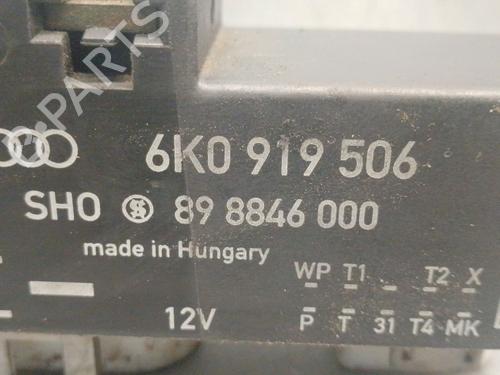 PARTS
6K0 919 506
SHO 89 8846 000
made in Hungary
WP T1 T2 X
12V P T 31 T4 MK